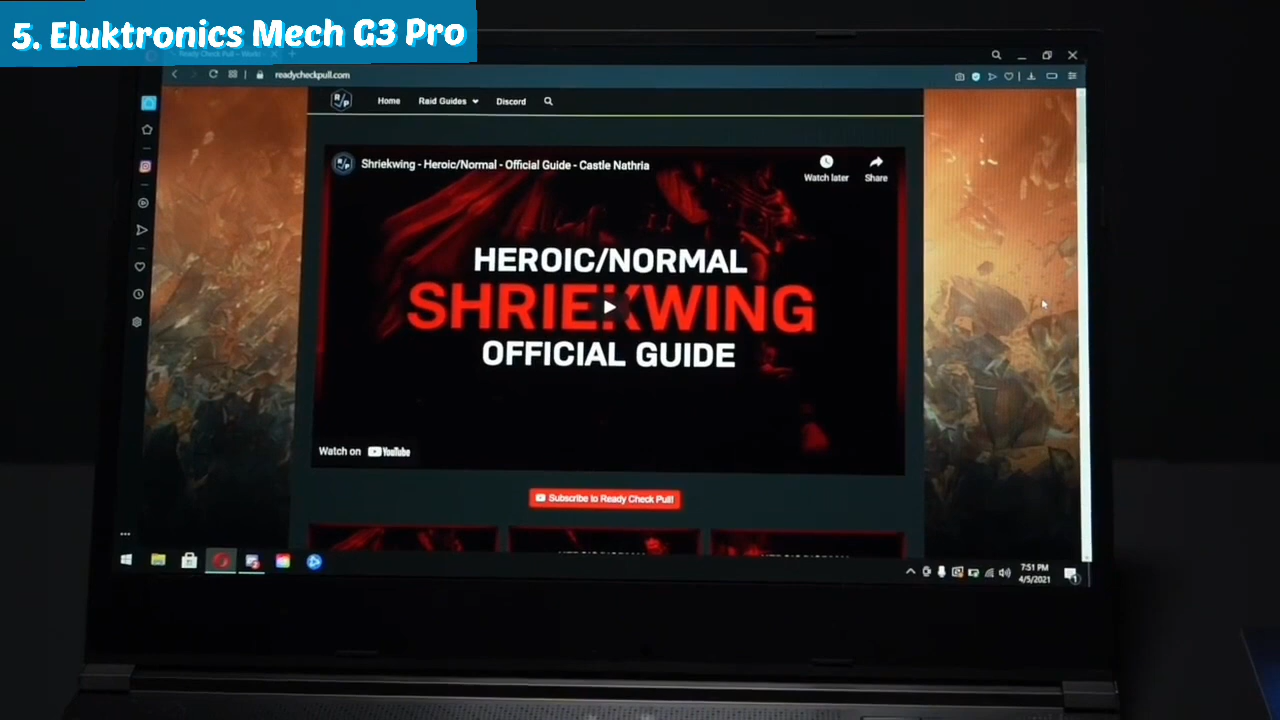 5. Eluktronics Mech G3 Pro
readycheckpull.com
R/P
Home Raid Guides Discord
R/P Shriekwing - Heroic/Normal - Official Guide - Castle Nathria
Watch later Share
HEROIC/NORMAL
SHRIEKWING
OFFICIAL GUIDE
Watch on YouTube
Subscribe to Ready Check Pull!
7:51 PM
4/5/2021
1